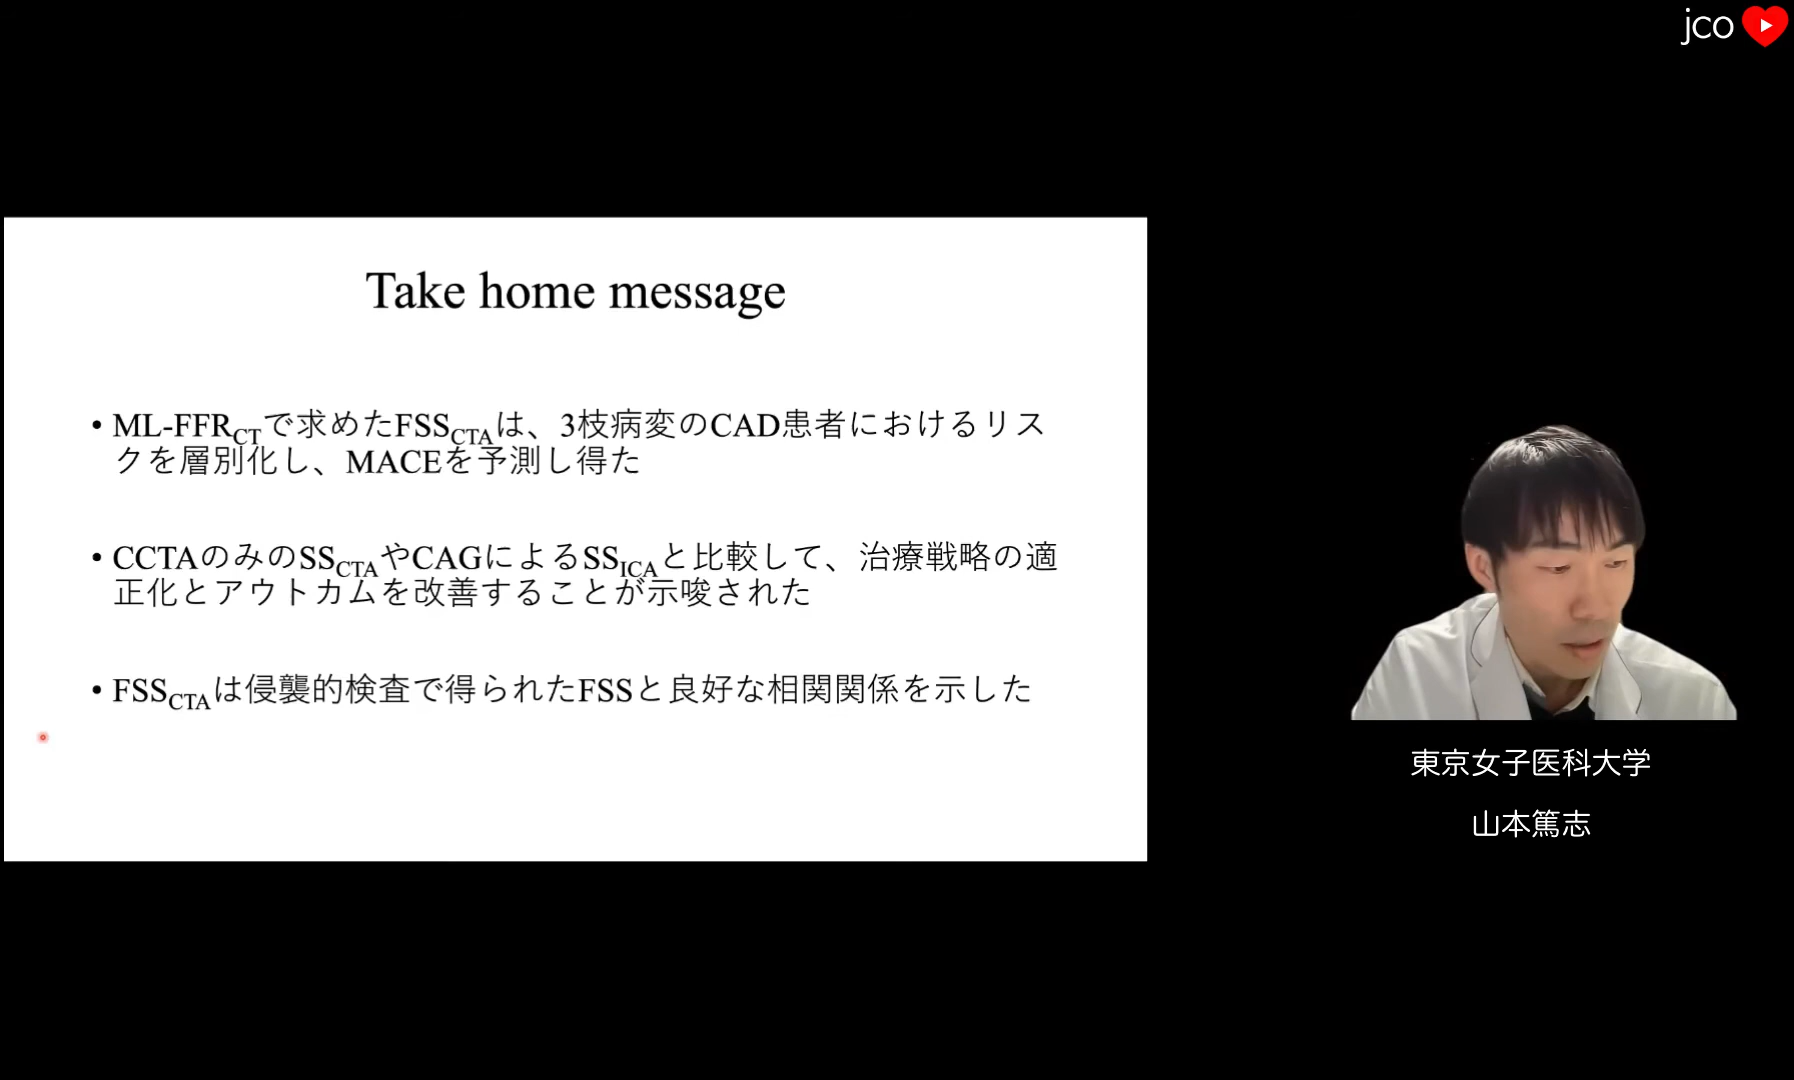 jco
Take home message
• ML-FFRCTで求めたFSSCTAは、3枝病変のCAD患者におけるリス
クを層別化し、MACEを予測し得た
• CCTAのみのSSCTAやCAGによるSSICAと比較して、治療戦略の適
正化とアウトカムを改善することが示唆された
• FSSCTAは侵襲的検査で得られたFSSと良好な相関関係を示した
東京女子医科大学
山本篤志